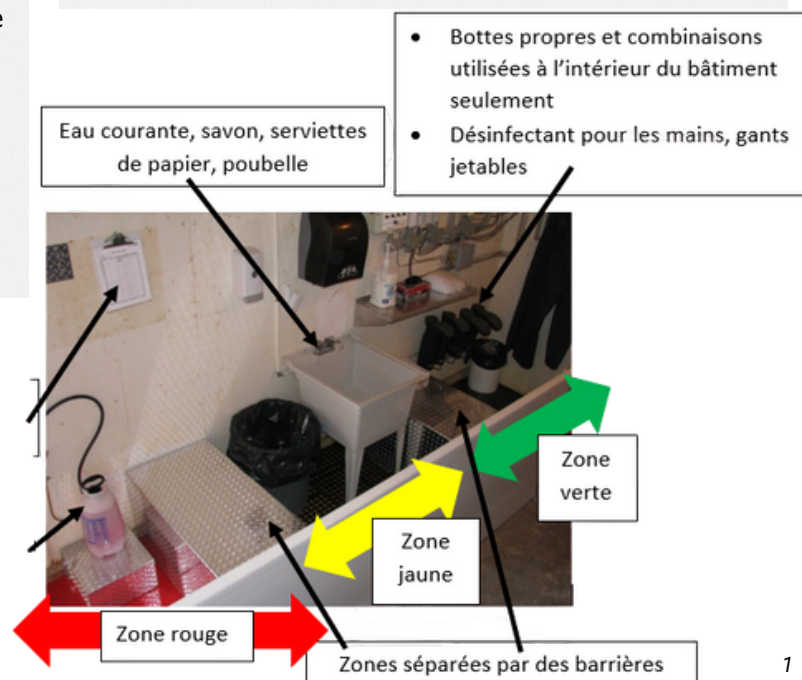 e
Bottes propres et combinaisons
utilisées à l'intérieur du bâtiment
seulement
Désinfectant pour les mains, gants
jetables
Eau courante, savon, serviettes
de papier, poubelle
Zone
verte
Zone
jaune
Zone rouge
Zones séparées par des barrières
1